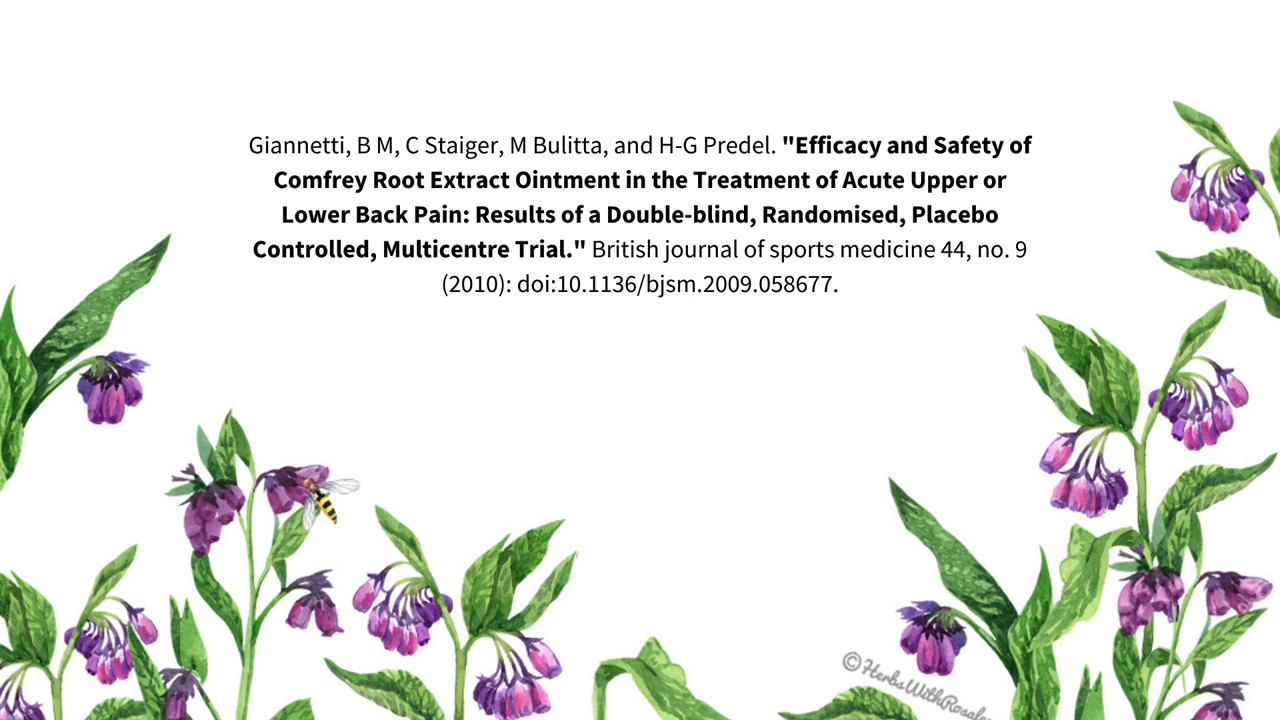 Giannetti, B M, C Staiger, M Bulitta, and H-G Predel. "Efficacy and Safety of
Comfrey Root Extract Ointment in the Treatment of Acute Upper or
Lower Back Pain: Results of a Double-blind, Randomised, Placebo
Controlled, Multicentre Trial." British journal of sports medicine 44, no. 9
(2010): doi:10.1136/bjsm.2009.058677.